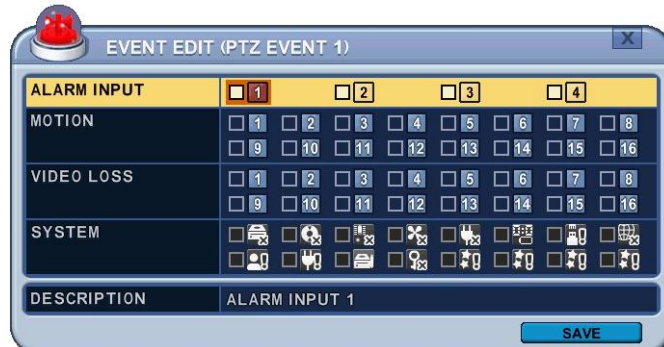 EVENT EDIT (PTZ EVENT 1)
X
ALARM INPUT 1 2 3 4
MOTION 1 2 3 4 5 6 7 8
9 10 11 12 13 14 15 16
VIDEO LOSS 1 2 3 4 5 6 7 8
9 10 11 12 13 14 15 16
SYSTEM
DESCRIPTION ALARM INPUT 1
SAVE